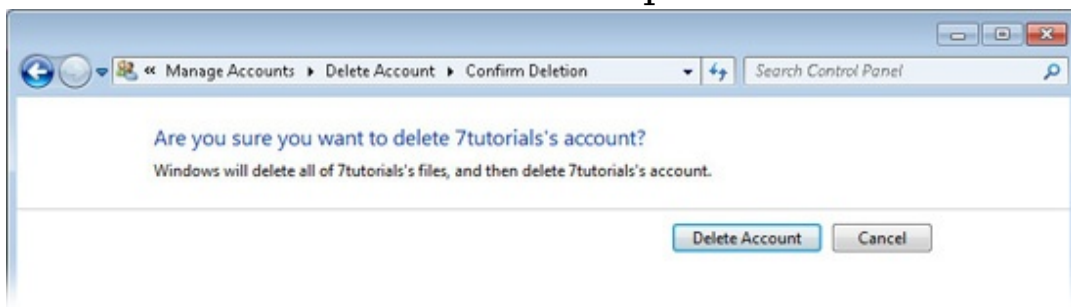 « Manage Accounts ▸ Delete Account ▸ Confirm Deletion
Search Control Panel
Are you sure you want to delete 7tutorials's account?
Windows will delete all of 7tutorials's files, and then delete 7tutorials's account.
Delete Account Cancel